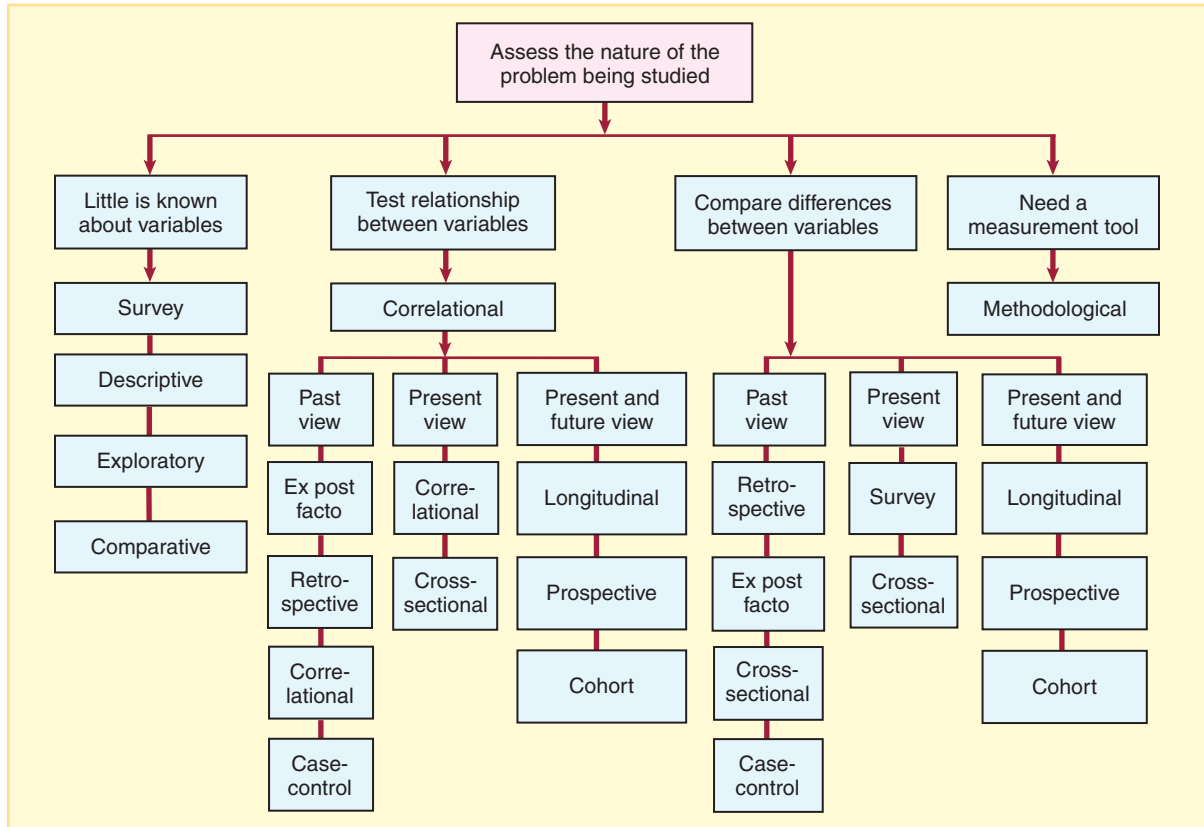 Assess the nature of the
problem being studied
Little is known
about variables
Test relationship
between variables
Compare differences
between variables
Need a
measurement tool
Survey
Descriptive
Exploratory
Comparative
Correlational
Past
view
Ex post
facto
Retro-
spective
Corre-
lational
Case-
control
Present
view
Corre-
lational
Cross-
sectional
Present and
future view
Longitudinal
Prospective
Cohort
Past
view
Retro-
spective
Ex post
facto
Cross-
sectional
Case-
control
Present
view
Survey
Cross-
sectional
Present and
future view
Longitudinal
Prospective
Cohort
Methodological